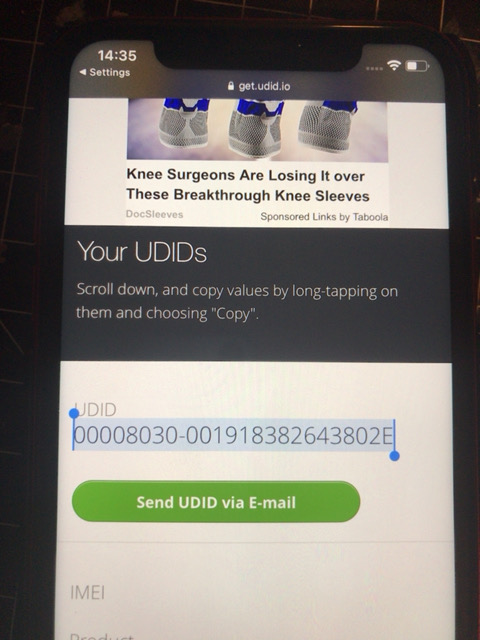 14:35
◀ Settings
get.udid.io
Knee Surgeons Are Losing It over
These Breakthrough Knee Sleeves
DocSleeves
Sponsored Links by Taboola
Your UDIDs
Scroll down, and copy values by long-tapping on
them and choosing "Copy".
UDID
00008030-001918382643802E
Send UDID via E-mail
IMEI
Product